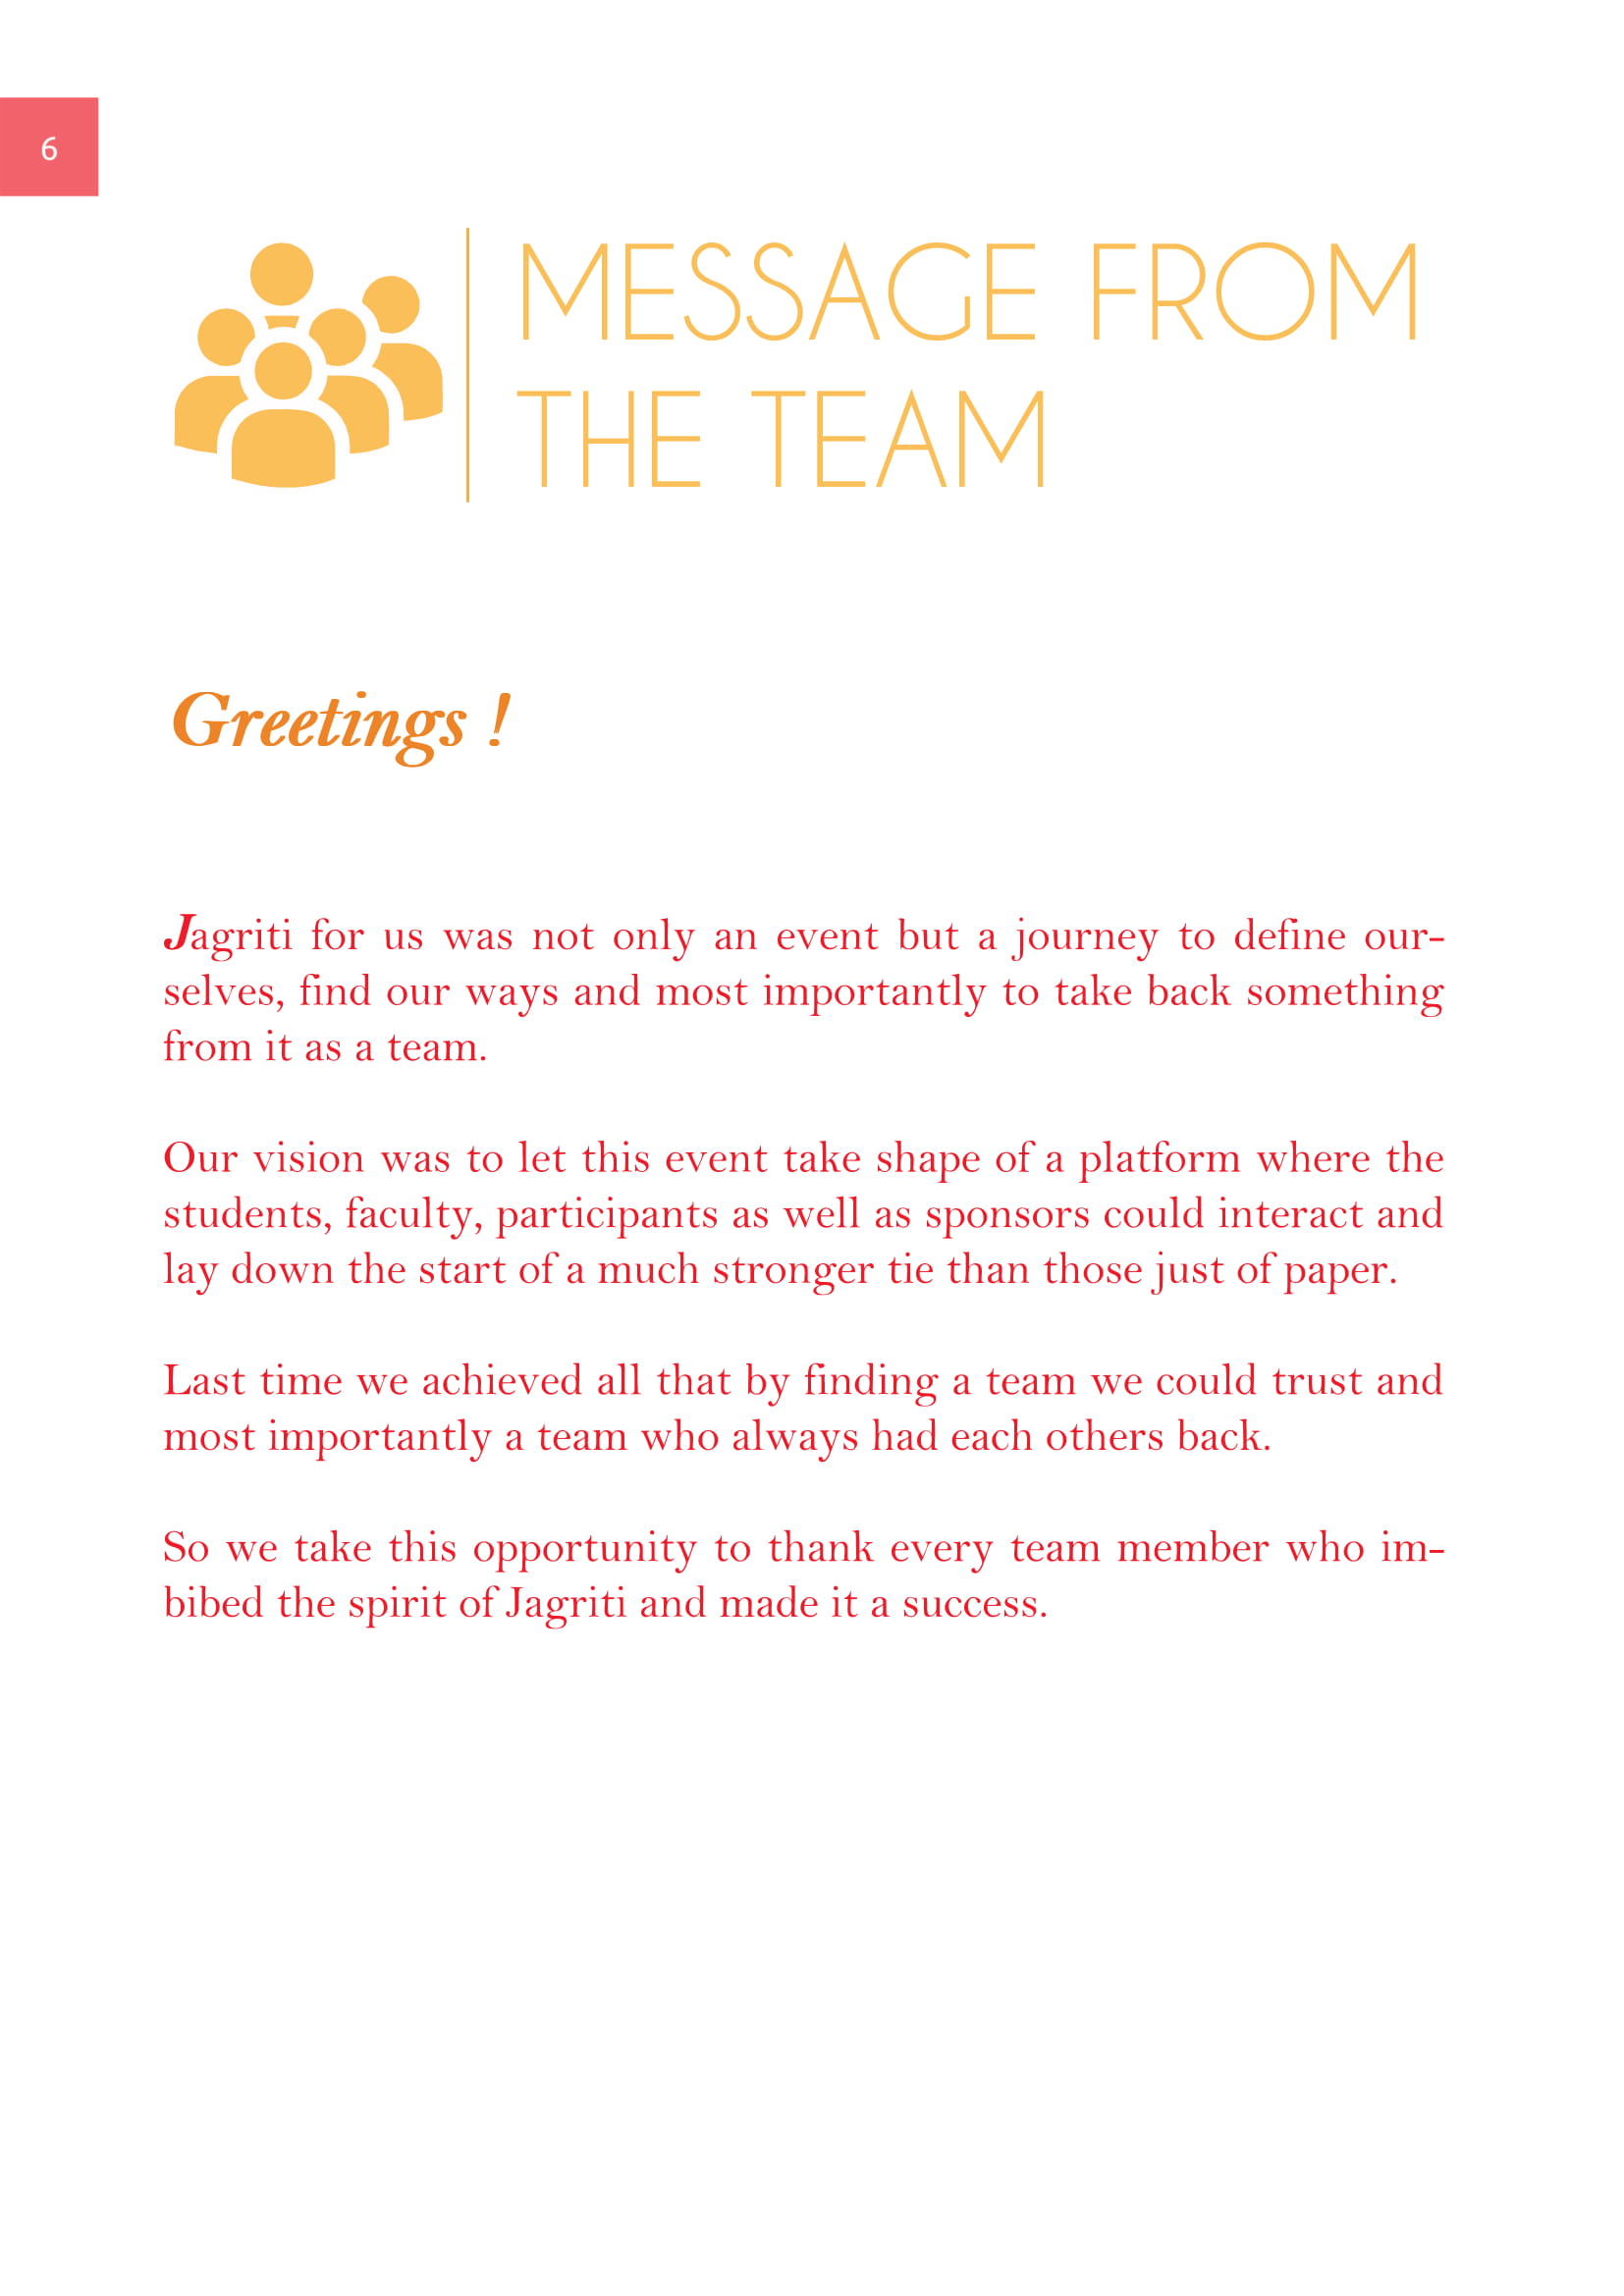 6
MESSAGE FROM
THE TEAM
Greetings !
Jagriti for us was not only an event but a journey to define our-
selves, find our ways and most importantly to take back something
from it as a team.
Our vision was to let this event take shape of a platform where the
students, faculty, participants as well as sponsors could interact and
lay down the start of a much stronger tie than those just of paper.
Last time we achieved all that by finding a team we could trust and
most importantly a team who always had each others back.
So we take this opportunity to thank every team member who im-
bibed the spirit of Jagriti and made it a success.